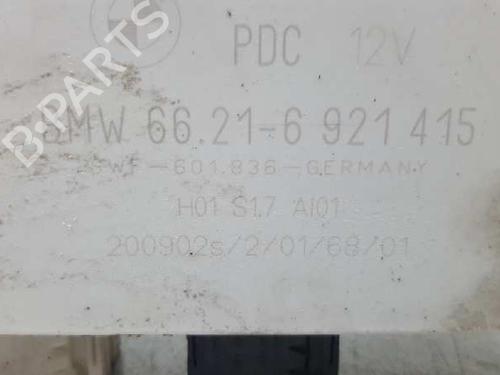 PDC 12V
BMW 66.21-6 921 415
601.836-GERMANY
H01 S1.7 AI01
200902s/2/01/68/01
B-PARTS